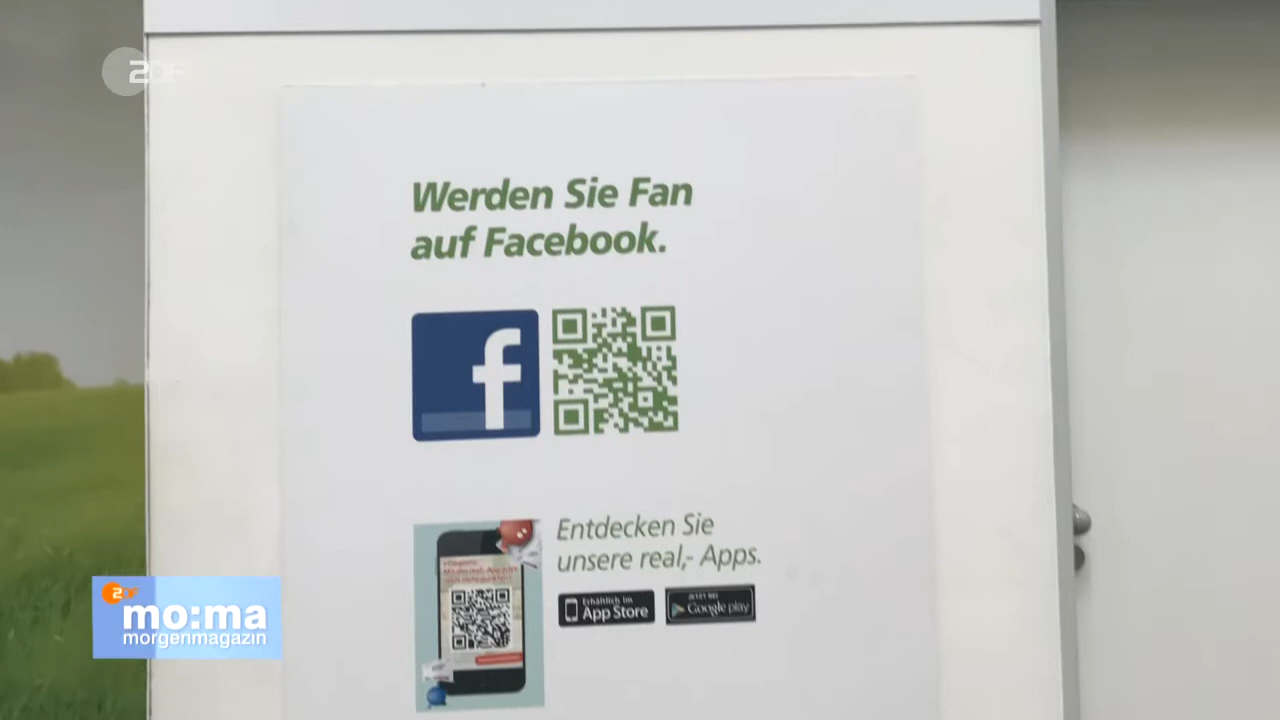 ZDF
Werden Sie Fan
auf Facebook.
f
Entdecken Sie
unsere real,- Apps.
Erhältlich im
App Store
JETZT BEI
Google play
ZDF
mo:ma
morgenmagazin